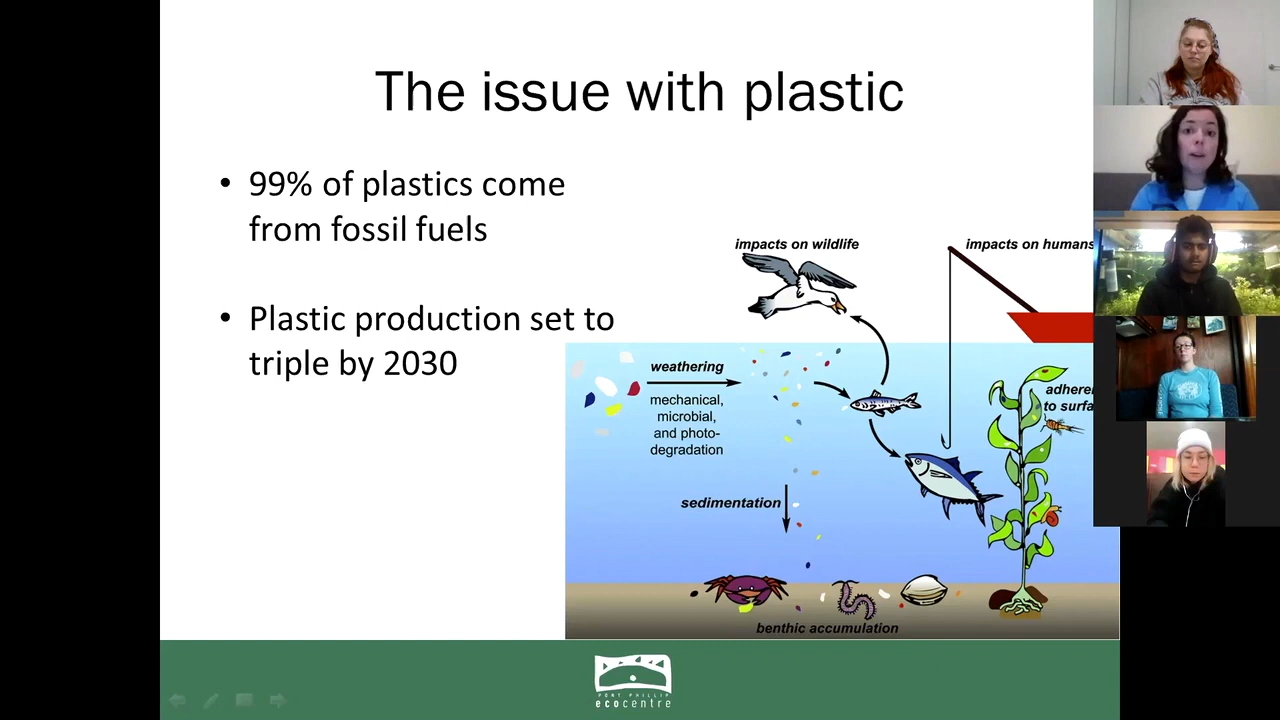 The issue with plastic
• 99% of plastics come
from fossil fuels
• Plastic production set to
triple by 2030
impacts on wildlife
impacts on humans
weathering
mechanical,
microbial,
and photo-
degradation
adheren
to surfa
sedimentation
benthic accumulation
PORT PHILLIP
ecocentre